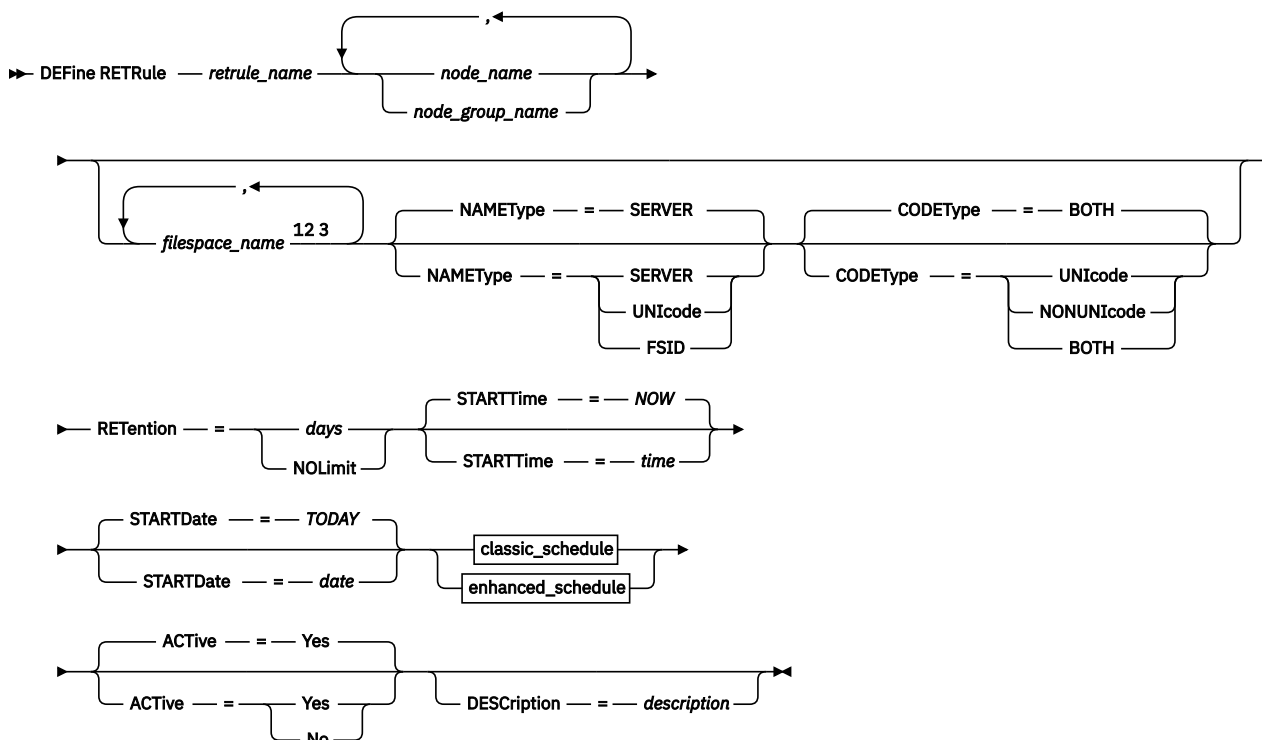 ,
DEFine RETRule retrule_name node_name
node_group_name
,
NAMEType = SERVER CODEType = BOTH
filespace_name 12 3
NAMEType = SERVER CODEType = UNIcode
UNIcode NONUNIcode
FSID BOTH
STARTTime = NOW
RETention = days
NOLimit STARTTime = time
STARTDate = TODAY
classic_schedule
STARTDate = date enhanced_schedule
ACTive = Yes
ACTive = Yes DESCription = description
No